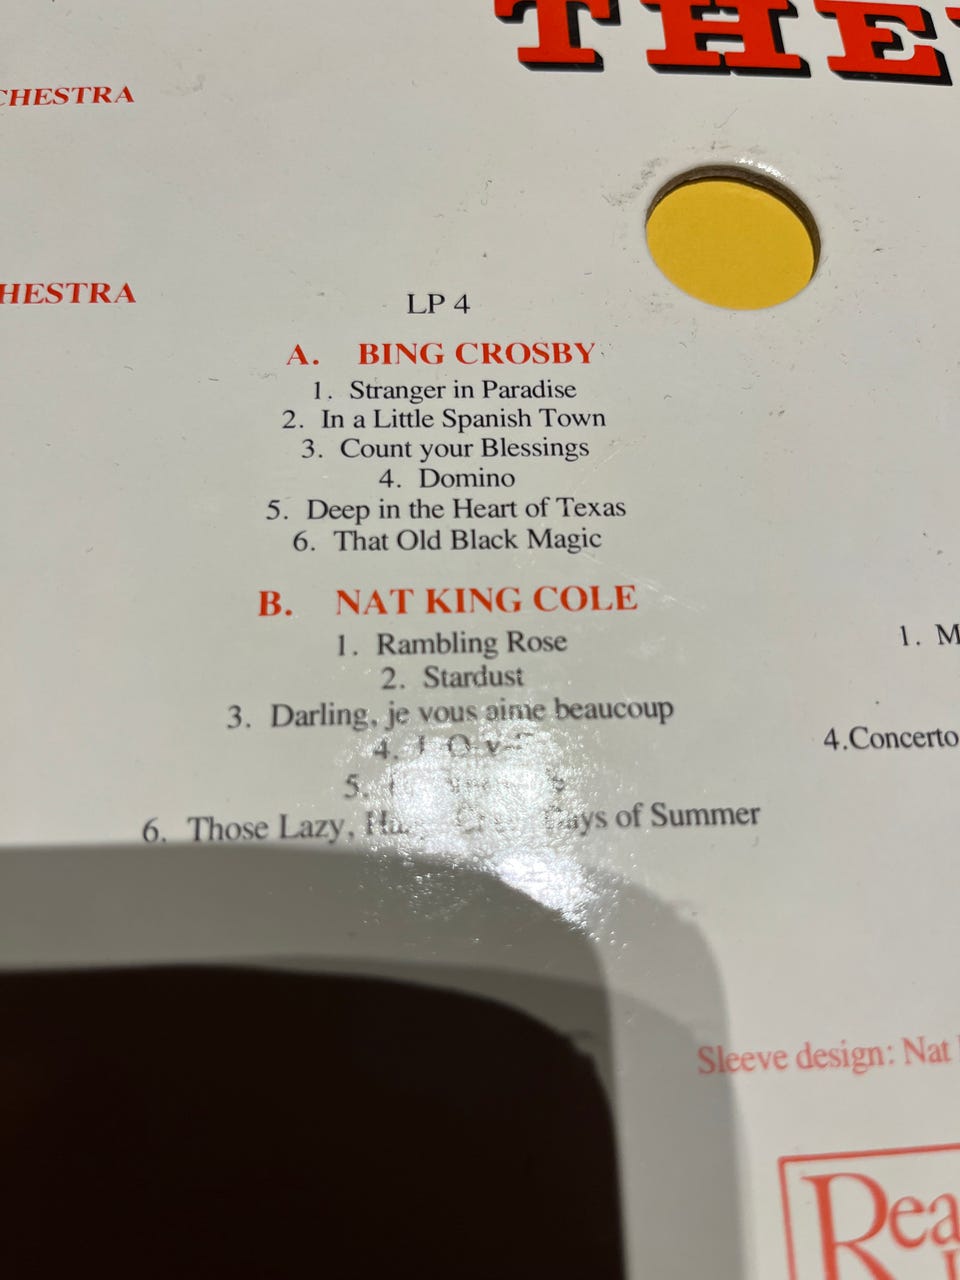 THE
CHESTRA
HESTRA
LP 4
A. BING CROSBY
1. Stranger in Paradise
2. In a Little Spanish Town
3. Count your Blessings
4. Domino
5. Deep in the Heart of Texas
6. That Old Black Magic
B. NAT KING COLE
1. Rambling Rose
2. Stardust
3. Darling, je vous aime beaucoup
4.
5.
6. Those Lazy, Days of Summer
1. M
4.Concerto
Sleeve design: Nat
Rea